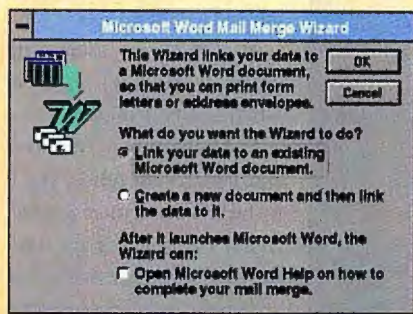 Microsoft Word Mail Merge Wizard
This Wizard links your data to
a Microsoft Word document,
so that you can print form
letters or address envelopes.
OK
Cancel
What do you want the Wizard to do?
Link your data to an existing
Microsoft Word document.
Create a new document and then link
the data to it.
After it launches Microsoft Word, the
Wizard can:
Open Microsoft Word Help on how to
complete your mail merge.